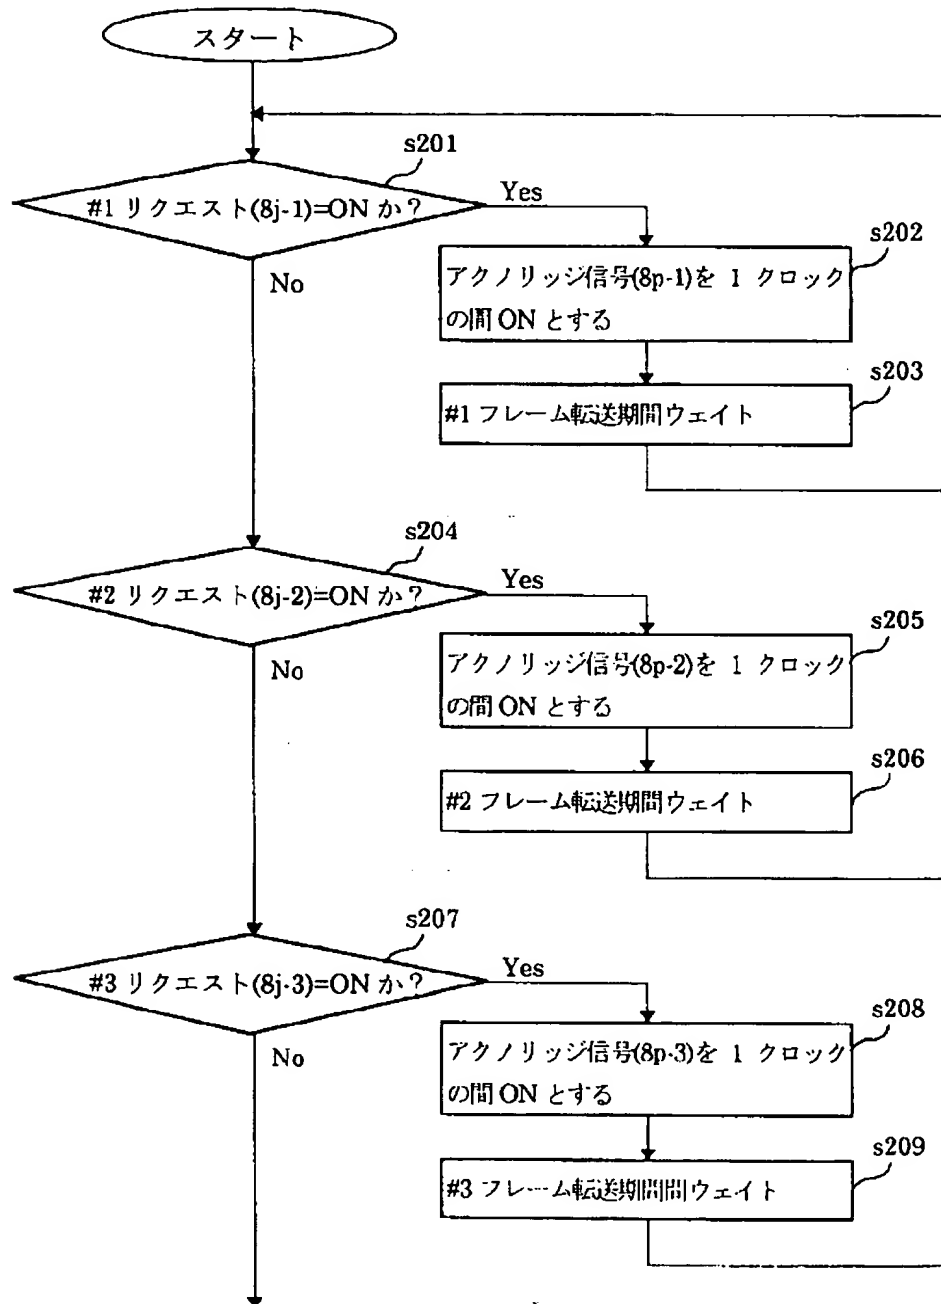 スタート
s201
#1 リクエスト(8j-1)=ON か？
Yes
No
s202
アクノリッジ信号(8p-1)を 1 クロック
の間 ON とする
s203
#1 フレーム転送期間ウェイト
s204
#2 リクエスト(8j-2)=ON か？
Yes
No
s205
アクノリッジ信号(8p-2)を 1 クロック
の間 ON とする
s206
#2 フレーム転送期間ウェイト
s207
#3 リクエスト(8j-3)=ON か？
Yes
No
s208
アクノリッジ信号(8p-3)を 1 クロック
の間 ON とする
s209
#3 フレーム転送期間間ウェイト